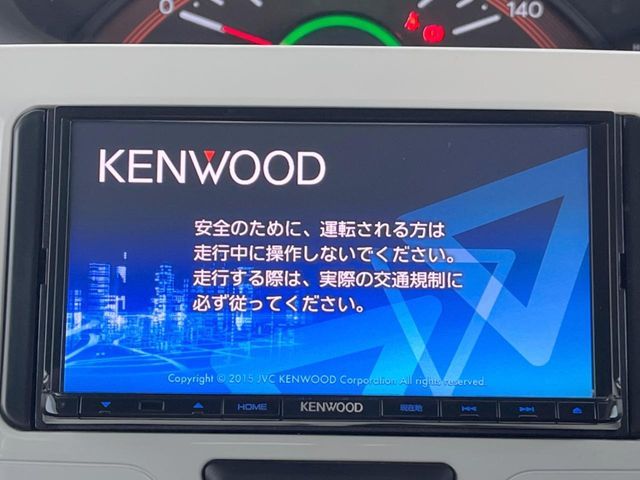 0
140
KENWOOD
安全のために、運転される方は
走行中に操作しないでください。
走行する際は、実際の交通規制に
必ず従ってください。
Copyright © 2015 JVC KENWOOD Corporation All rights reserved.
HOME
KENWOOD
現在地